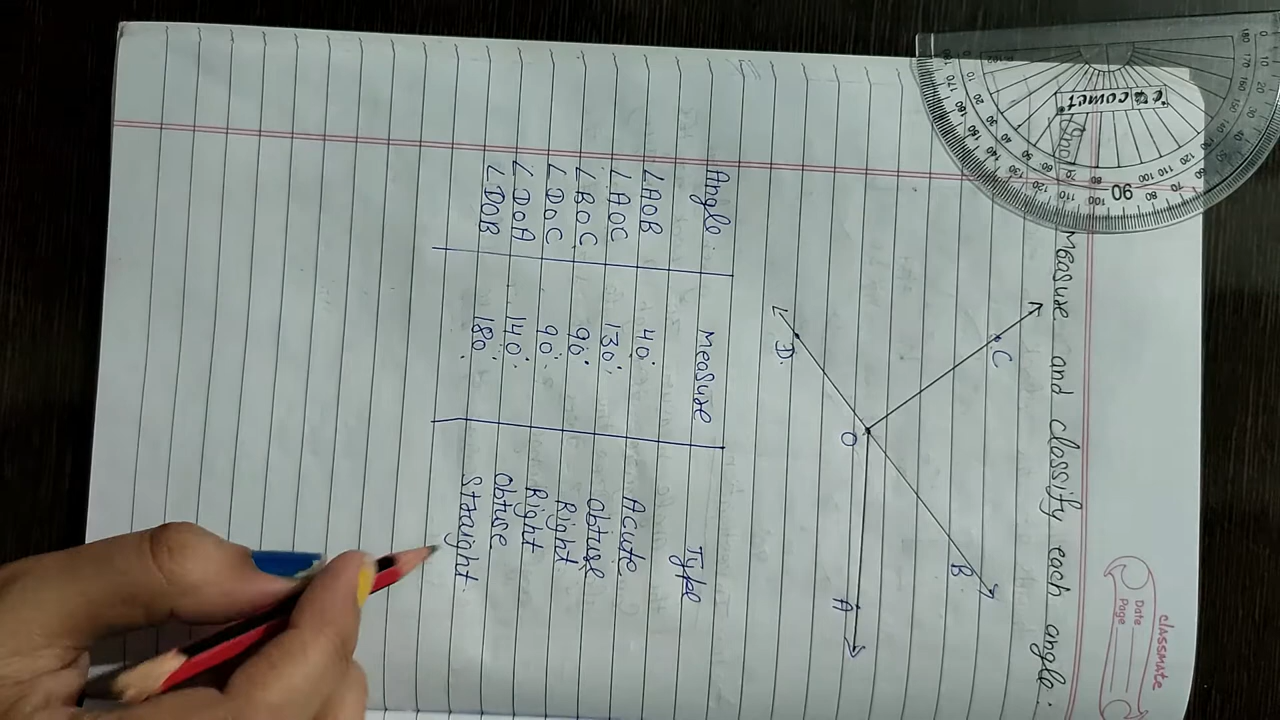 classmate
Date
Page
Measure and classify each angle.
C
B
D.
O
A
Angle. Measure Type
∠AOB 40° Acute
∠AOC 130° Obtuse
∠BOC 90° Right
∠DOC 90° Right
∠DOA 140° Obtuse
∠DOB 180° Straight.
comet
90